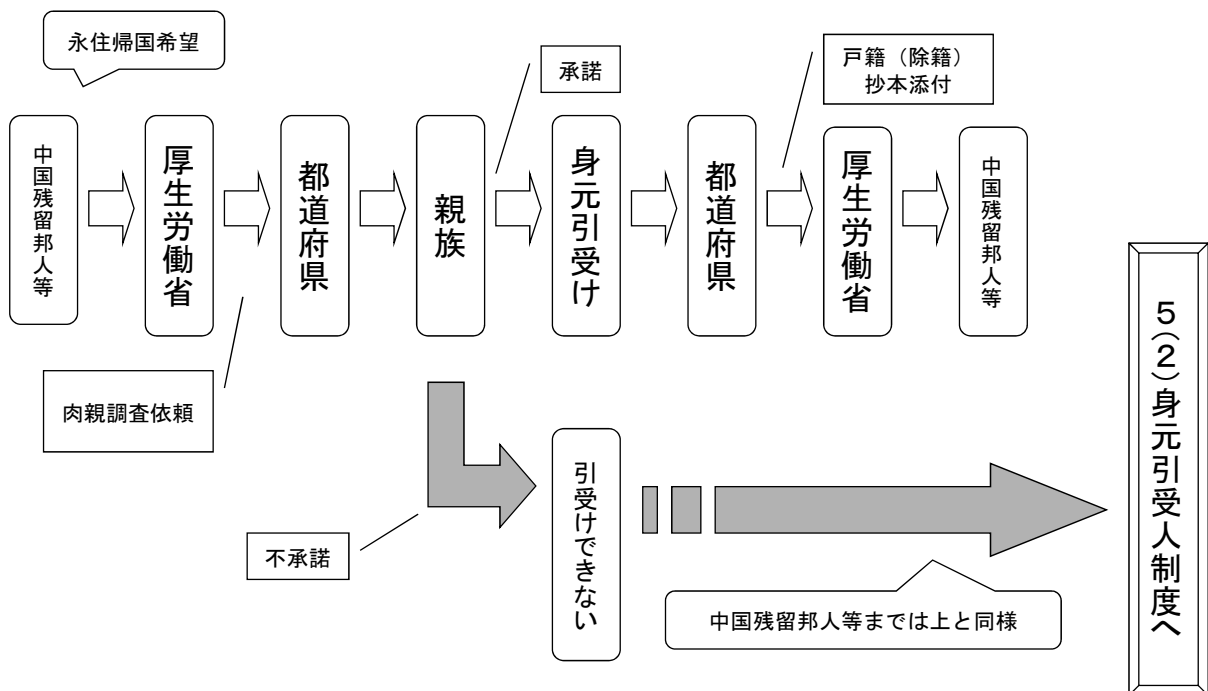 永住帰国希望
承諾
戸籍（除籍）
抄本添付
中国残留邦人等
厚生労働省
都道府県
親族
身元引受け
都道府県
厚生労働省
中国残留邦人等
肉親調査依頼
不承諾
引受けできない
中国残留邦人等までは上と同様
５(２)身元引受人制度へ